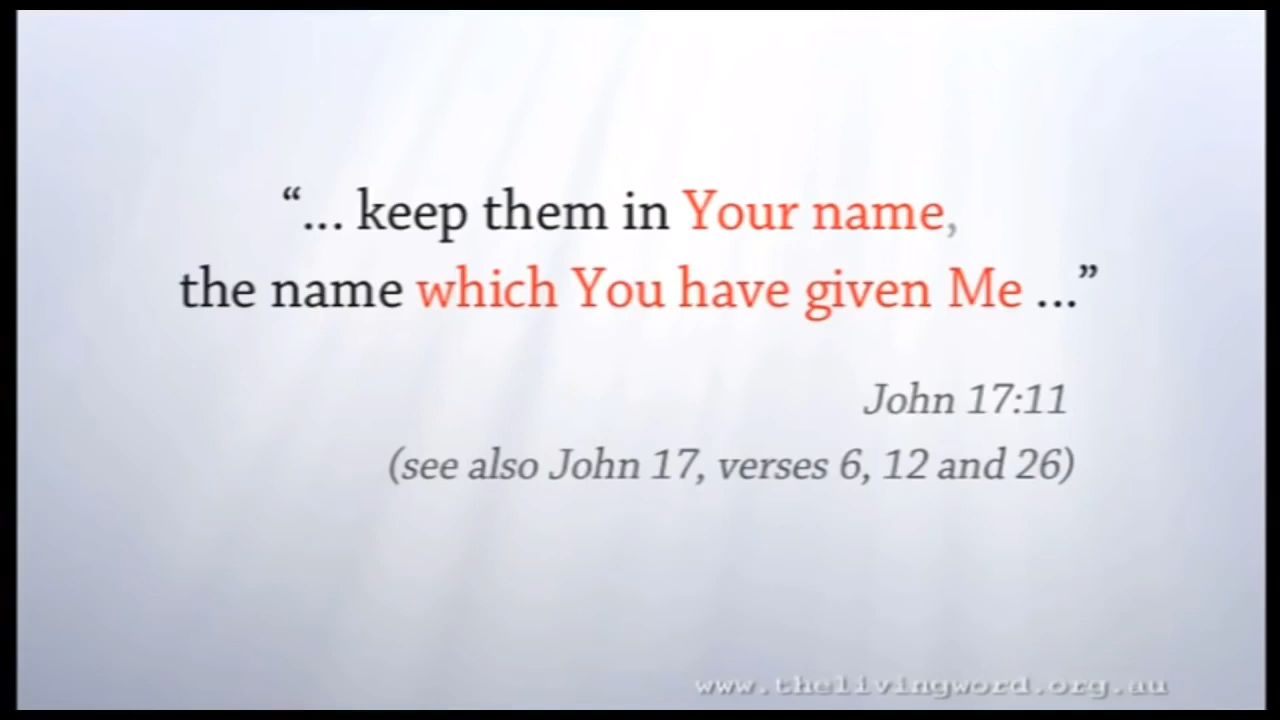 “... keep them in Your name,
the name which You have given Me ...”
John 17:11
(see also John 17, verses 6, 12 and 26)
www.thelivingword.org.au